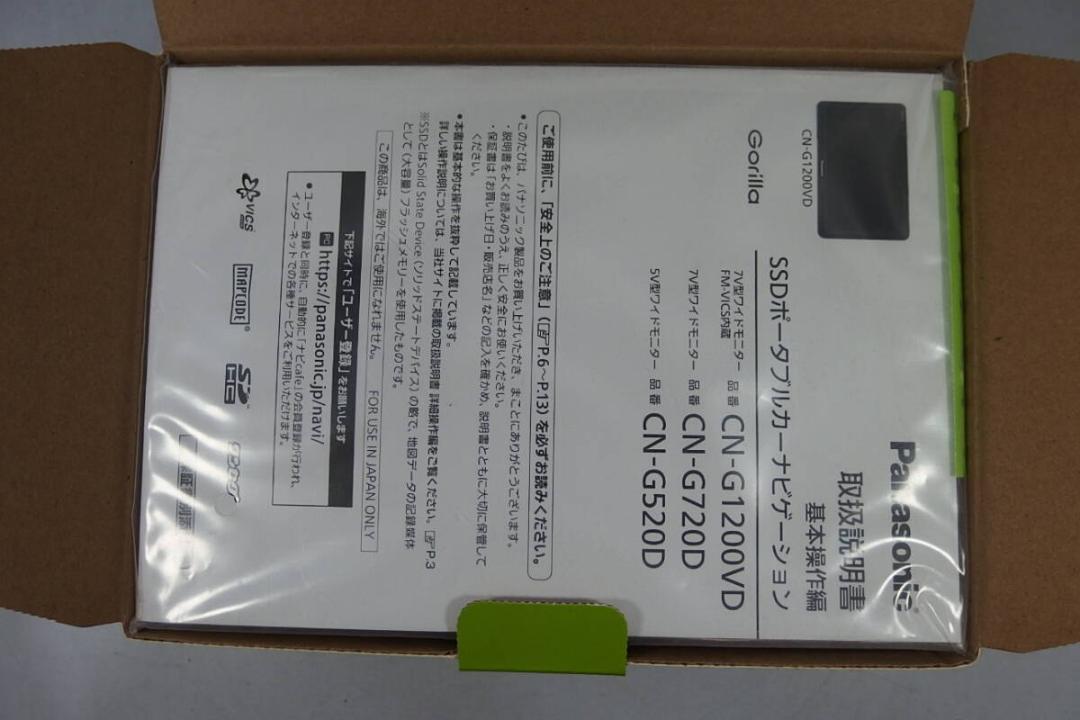 Panasonic
取扱説明書
基本操作編
SSDポータブルカーナビゲーション
7V型ワイドモニター 品番 CN-G1200VD
FM-VICS内蔵
7V型ワイドモニター 品番 CN-G720D
5V型ワイドモニター 品番 CN-G520D
CN-G1200VD
Gorilla
ご使用前に、「安全上のご注意」(P.6~P.13)を必ずお読みください。
●このたびは、パナソニック製品をお買い上げいただき、まことにありがとうございます。
・説明書をよくお読みのうえ、正しく安全にお使いください。
・保証書は「お買い上げ日・販売店名」などの記入を確かめ、説明書とともに大切に保管して
ください。
●本書は基本的な操作を抜粋して記載しています。
詳しい操作説明については、当社サイトに掲載の取扱説明書 詳細操作編をご覧ください。P.3
※SSDとはSolid State Device(ソリッドステートデバイス)の略で、地図データの記録媒体
として(大容量)フラッシュメモリーを使用したものです。
この商品は、海外ではご使用になれません。 FOR USE IN JAPAN ONLY
下記サイトで「ユーザー登録」をお願いします
PC https://panasonic.jp/navi/
●ユーザー登録と同時に、自動的に「ナビcafe」の会員登録が行われ、
インターネットでの各種サービスをご利用いただけます。
VICS
MAPCODE
SD
HC